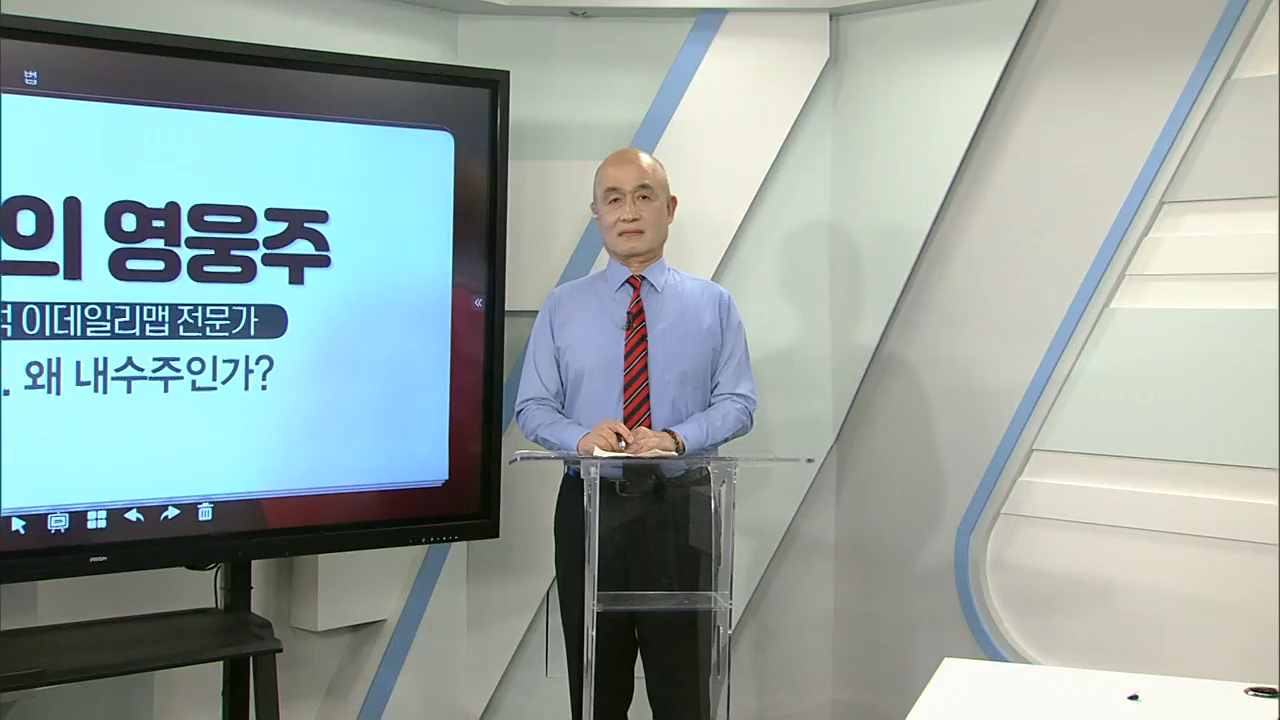 법
의 영웅주
이데일리맵 전문가
. 왜 내수주인가?